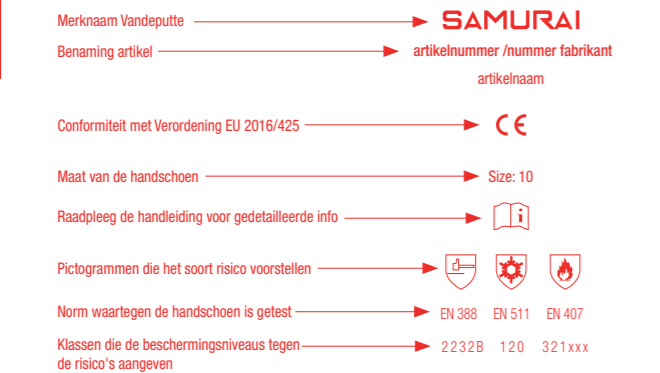 Merknaam Vandeputte SAMURAI
Benaming artikel artikelnummer /nummer fabrikant
artikelnaam
Conformiteit met Verordening EU 2016/425 CE
Maat van de handschoen Size: 10
Raadpleeg de handleiding voor gedetailleerde info i
Pictogrammen die het soort risico voorstellen
Norm waartegen de handschoen is getest EN 388 EN 511 EN 407
Klassen die de beschermingsniveaus tegen 2232B 120 321xxx
de risico's aangeven